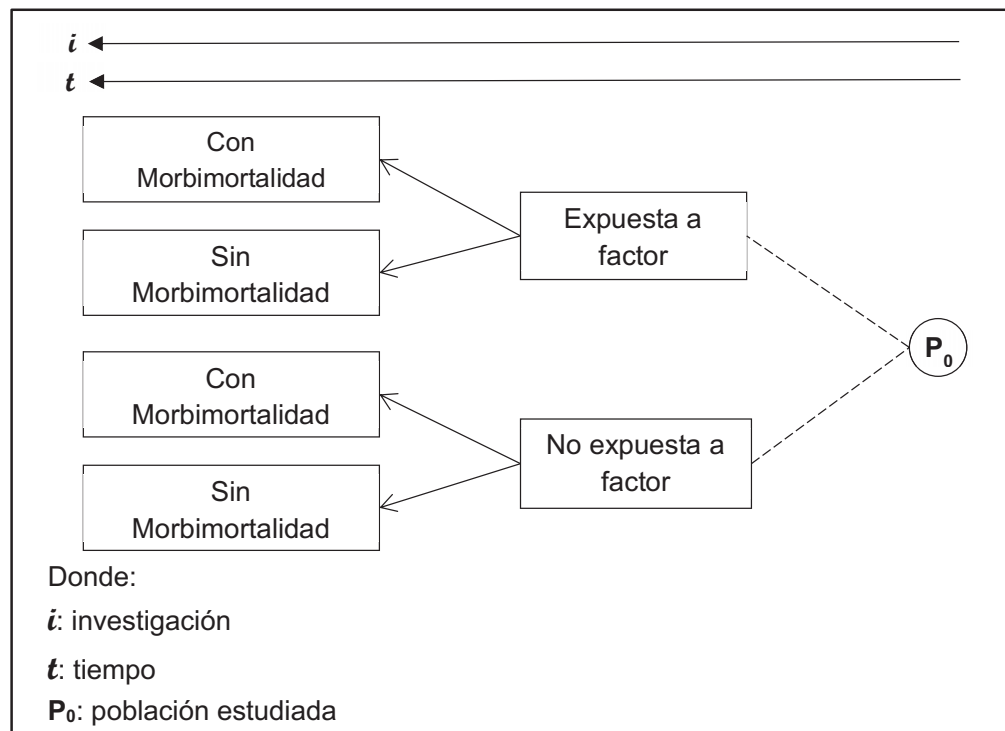 i
t
Con
Morbimortalidad
Expuesta a
factor
Sin
Morbimortalidad
P₀
Con
Morbimortalidad
No expuesta a
factor
Sin
Morbimortalidad
Donde:
i: investigación
t: tiempo
P₀: población estudiada